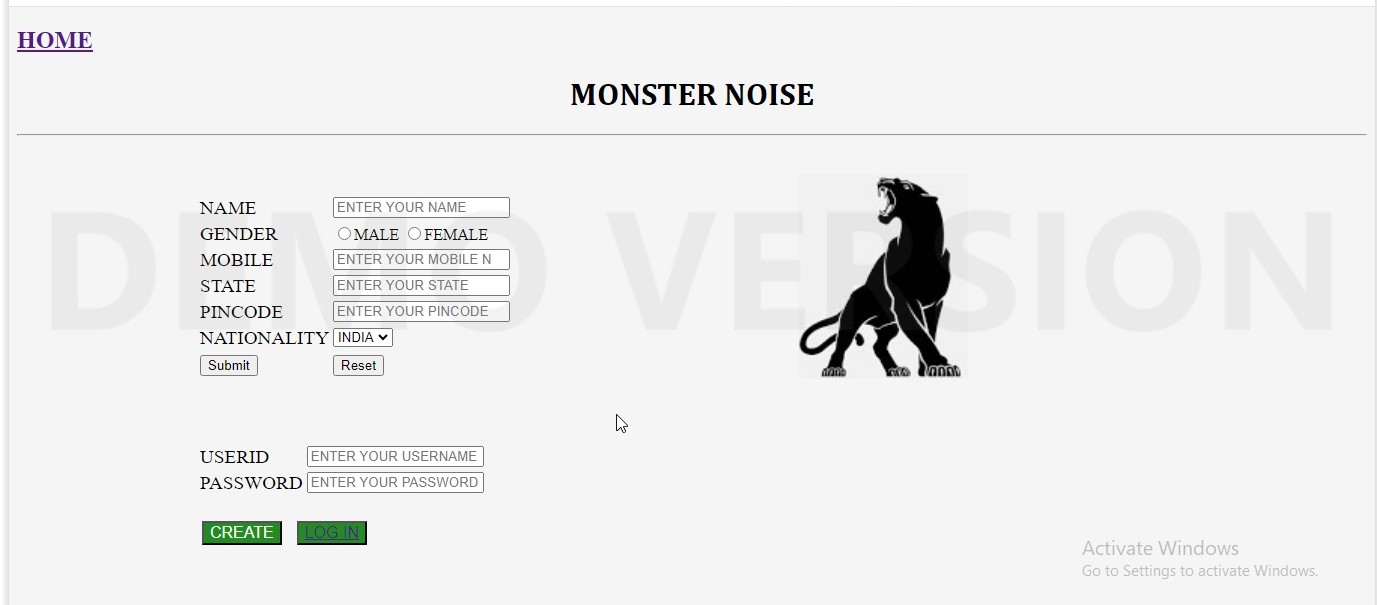 HOME
MONSTER NOISE
DEMO VERSION
NAME ENTER YOUR NAME
GENDER MALE FEMALE
MOBILE ENTER YOUR MOBILE N
STATE ENTER YOUR STATE
PINCODE ENTER YOUR PINCODE
NATIONALITY INDIA
Submit Reset
USERID ENTER YOUR USERNAME
PASSWORD ENTER YOUR PASSWORD
CREATE LOG IN
Activate Windows
Go to Settings to activate Windows.